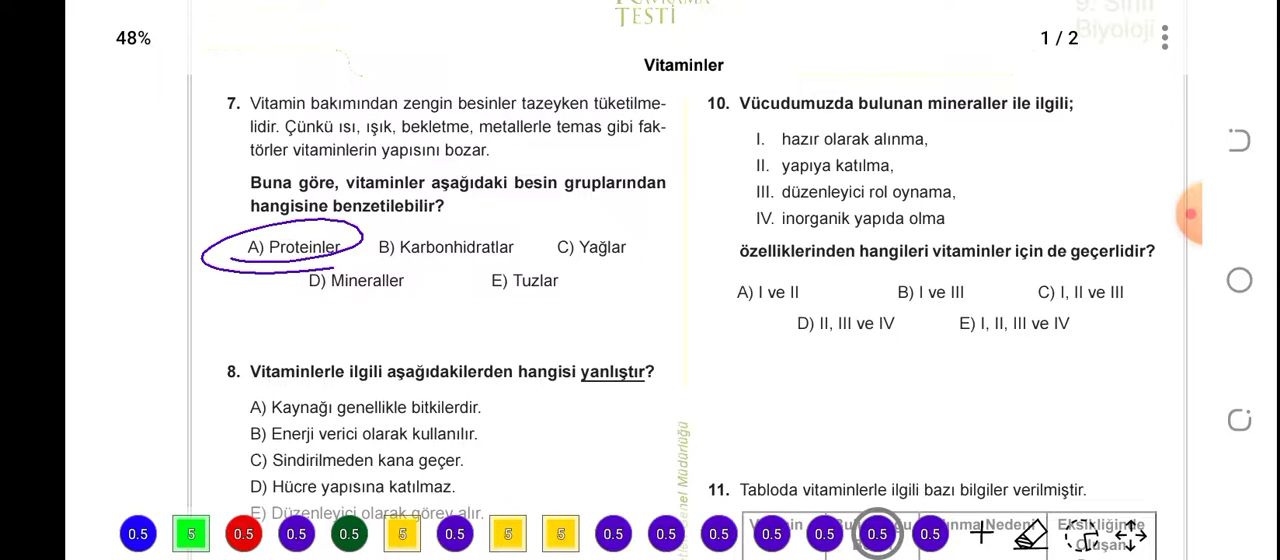 48%
TESTİ
9. Sınıf
Biyoloji
1 / 2
Vitaminler
7. Vitamin bakımından zengin besinler tazeyken tüketilme-
lidir. Çünkü ısı, ışık, bekletme, metallerle temas gibi fak-
törler vitaminlerin yapısını bozar.
Buna göre, vitaminler aşağıdaki besin gruplarından
hangisine benzetilebilir?
A) Proteinler B) Karbonhidratlar C) Yağlar
D) Mineraller E) Tuzlar
8. Vitaminlerle ilgili aşağıdakilerden hangisi yanlıştır?
A) Kaynağı genellikle bitkilerdir.
B) Enerji verici olarak kullanılır.
C) Sindirilmeden kana geçer.
D) Hücre yapısına katılmaz.
E) Düzenleyici olarak görev alır.
10. Vücudumuzda bulunan mineraller ile ilgili;
I. hazır olarak alınma,
II. yapıya katılma,
III. düzenleyici rol oynama,
IV. inorganik yapıda olma
özelliklerinden hangileri vitaminler için de geçerlidir?
A) I ve II B) I ve III C) I, II ve III
D) II, III ve IV E) I, II, III ve IV
Genel Müdürlüğü
11. Tabloda vitaminlerle ilgili bazı bilgiler verilmiştir.
Nedeni Eksikliğinde
Oluşan
0.5 5 0.5 0.5 0.5 5 0.5 5 5 0.5 0.5 0.5 0.5 0.5 0.5 0.5